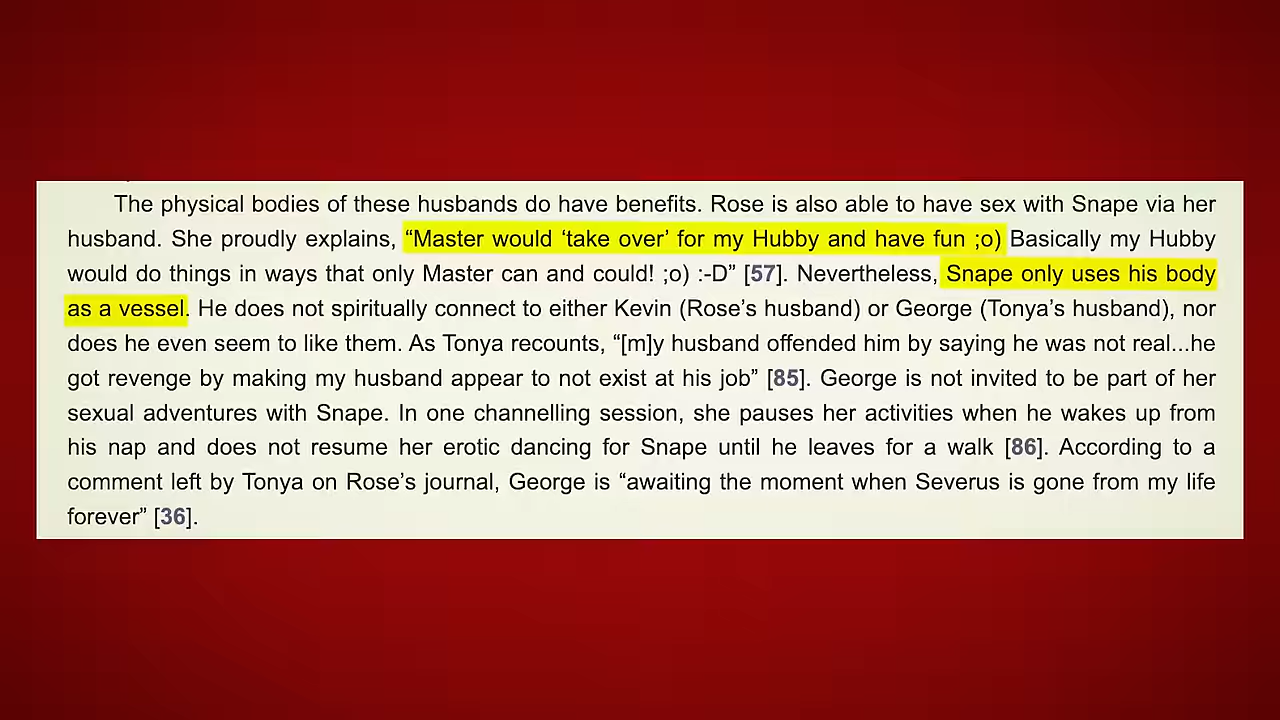 The physical bodies of these husbands do have benefits. Rose is also able to have sex with Snape via her
husband. She proudly explains, “Master would ‘take over’ for my Hubby and have fun ;o) Basically my Hubby
would do things in ways that only Master can and could! ;o) :-D” [57]. Nevertheless, Snape only uses his body
as a vessel. He does not spiritually connect to either Kevin (Rose’s husband) or George (Tonya’s husband), nor
does he even seem to like them. As Tonya recounts, “[m]y husband offended him by saying he was not real...he
got revenge by making my husband appear to not exist at his job” [85]. George is not invited to be part of her
sexual adventures with Snape. In one channelling session, she pauses her activities when he wakes up from
his nap and does not resume her erotic dancing for Snape until he leaves for a walk [86]. According to a
comment left by Tonya on Rose’s journal, George is “awaiting the moment when Severus is gone from my life
forever” [36].